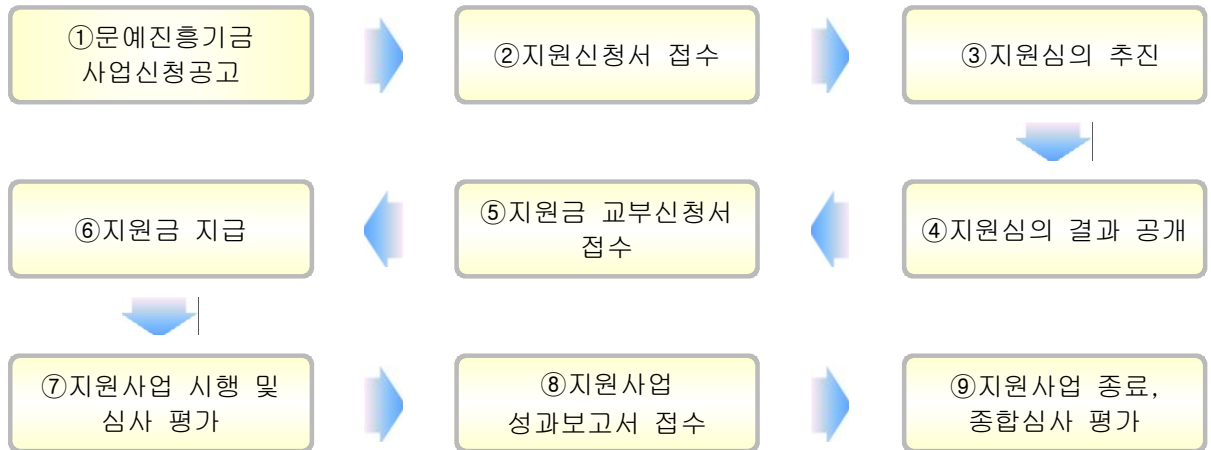 ①문예진흥기금
사업신청공고
②지원신청서 접수
③지원심의 추진
④지원심의 결과 공개
⑤지원금 교부신청서
접수
⑥지원금 지급
⑦지원사업 시행 및
심사 평가
⑧지원사업
성과보고서 접수
⑨지원사업 종료,
종합심사 평가